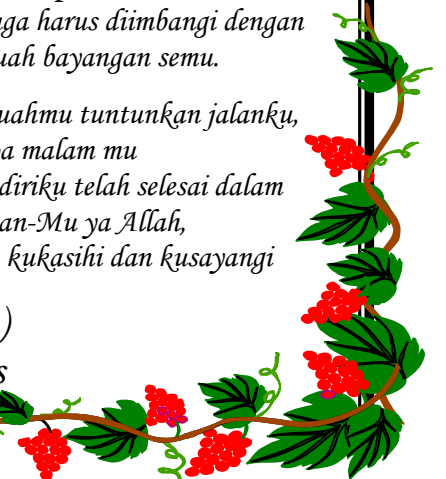 uga harus diimbangi dengan
uah bayangan semu.
uahmu tuntunkan jalanku,
a malam mu
diriku telah selesai dalam
an-Mu ya Allah,
kukasihi dan kusayangi
)
s